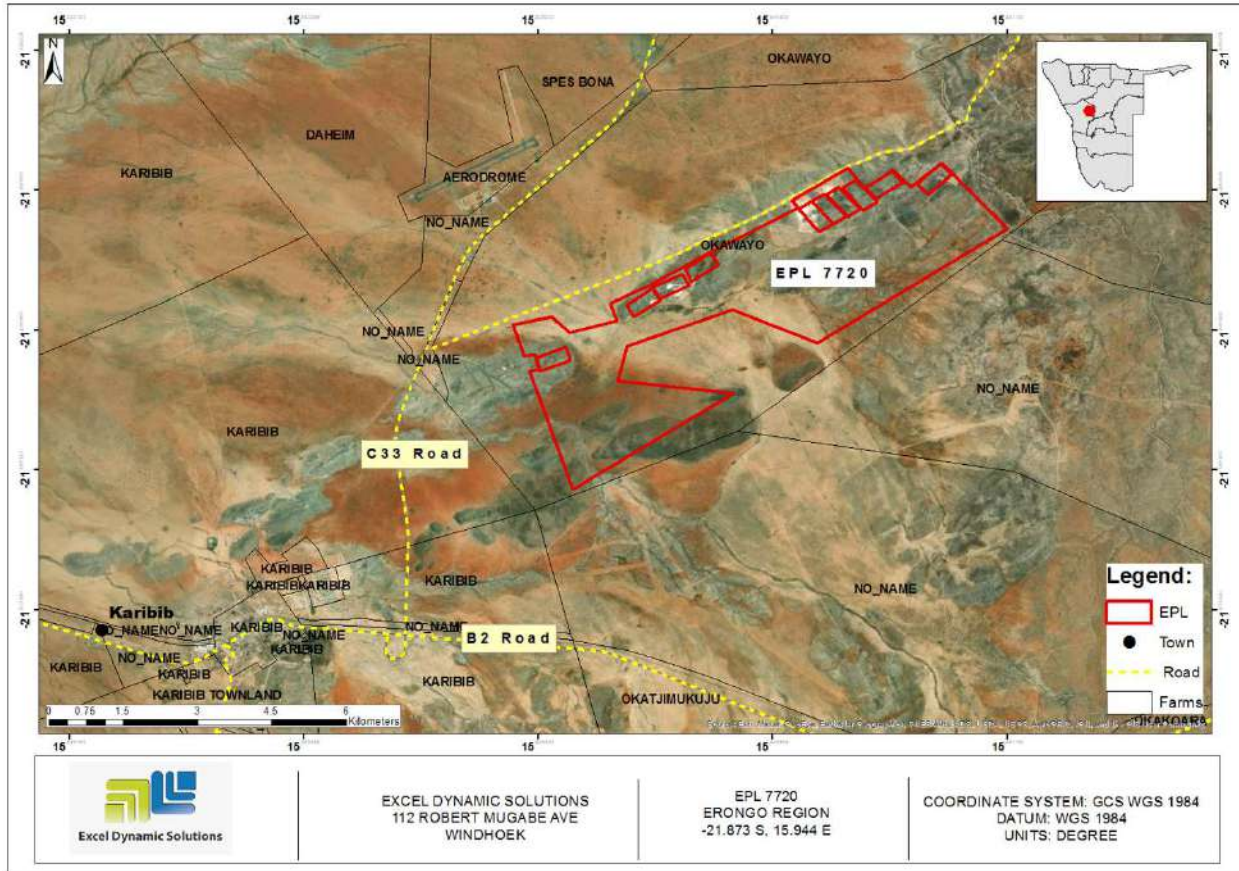 15
15
15
15
15
-21
-21
N
OKAWAYO
SPES BONA
DAHEIM
KARIBIB
AERODROME
-21
-21
NO_NAME
OKAWAYO
EPL 7720
NO_NAME
-21
-21
NO_NAME
NO_NAME
KARIBIB
C33 Road
-21
-21
KARIBIB
KARIBIB
KARIBIB
KARIBIB
NO_NAME
Legend:
EPL
Town
Road
Farms
-21
-21
Karibib
NO_NAME
KARIBIB
NO_NAME
NO_NAME
B2 Road
NO_NAME
KARIBIB
KARIBIB
KARIBIB
KARIBIB
KARIBIB TOWNLAND
OKATJIMUKUJU
OKAKOARA
0 0.75 1.5 3 4.5 6
Kilometers
15
15
15
15
15
Excel Dynamic Solutions
EXCEL DYNAMIC SOLUTIONS
112 ROBERT MUGABE AVE
WINDHOEK
EPL 7720
ERONGO REGION
-21.873 S, 15.944 E
COORDINATE SYSTEM: GCS WGS 1984
DATUM: WGS 1984
UNITS: DEGREE